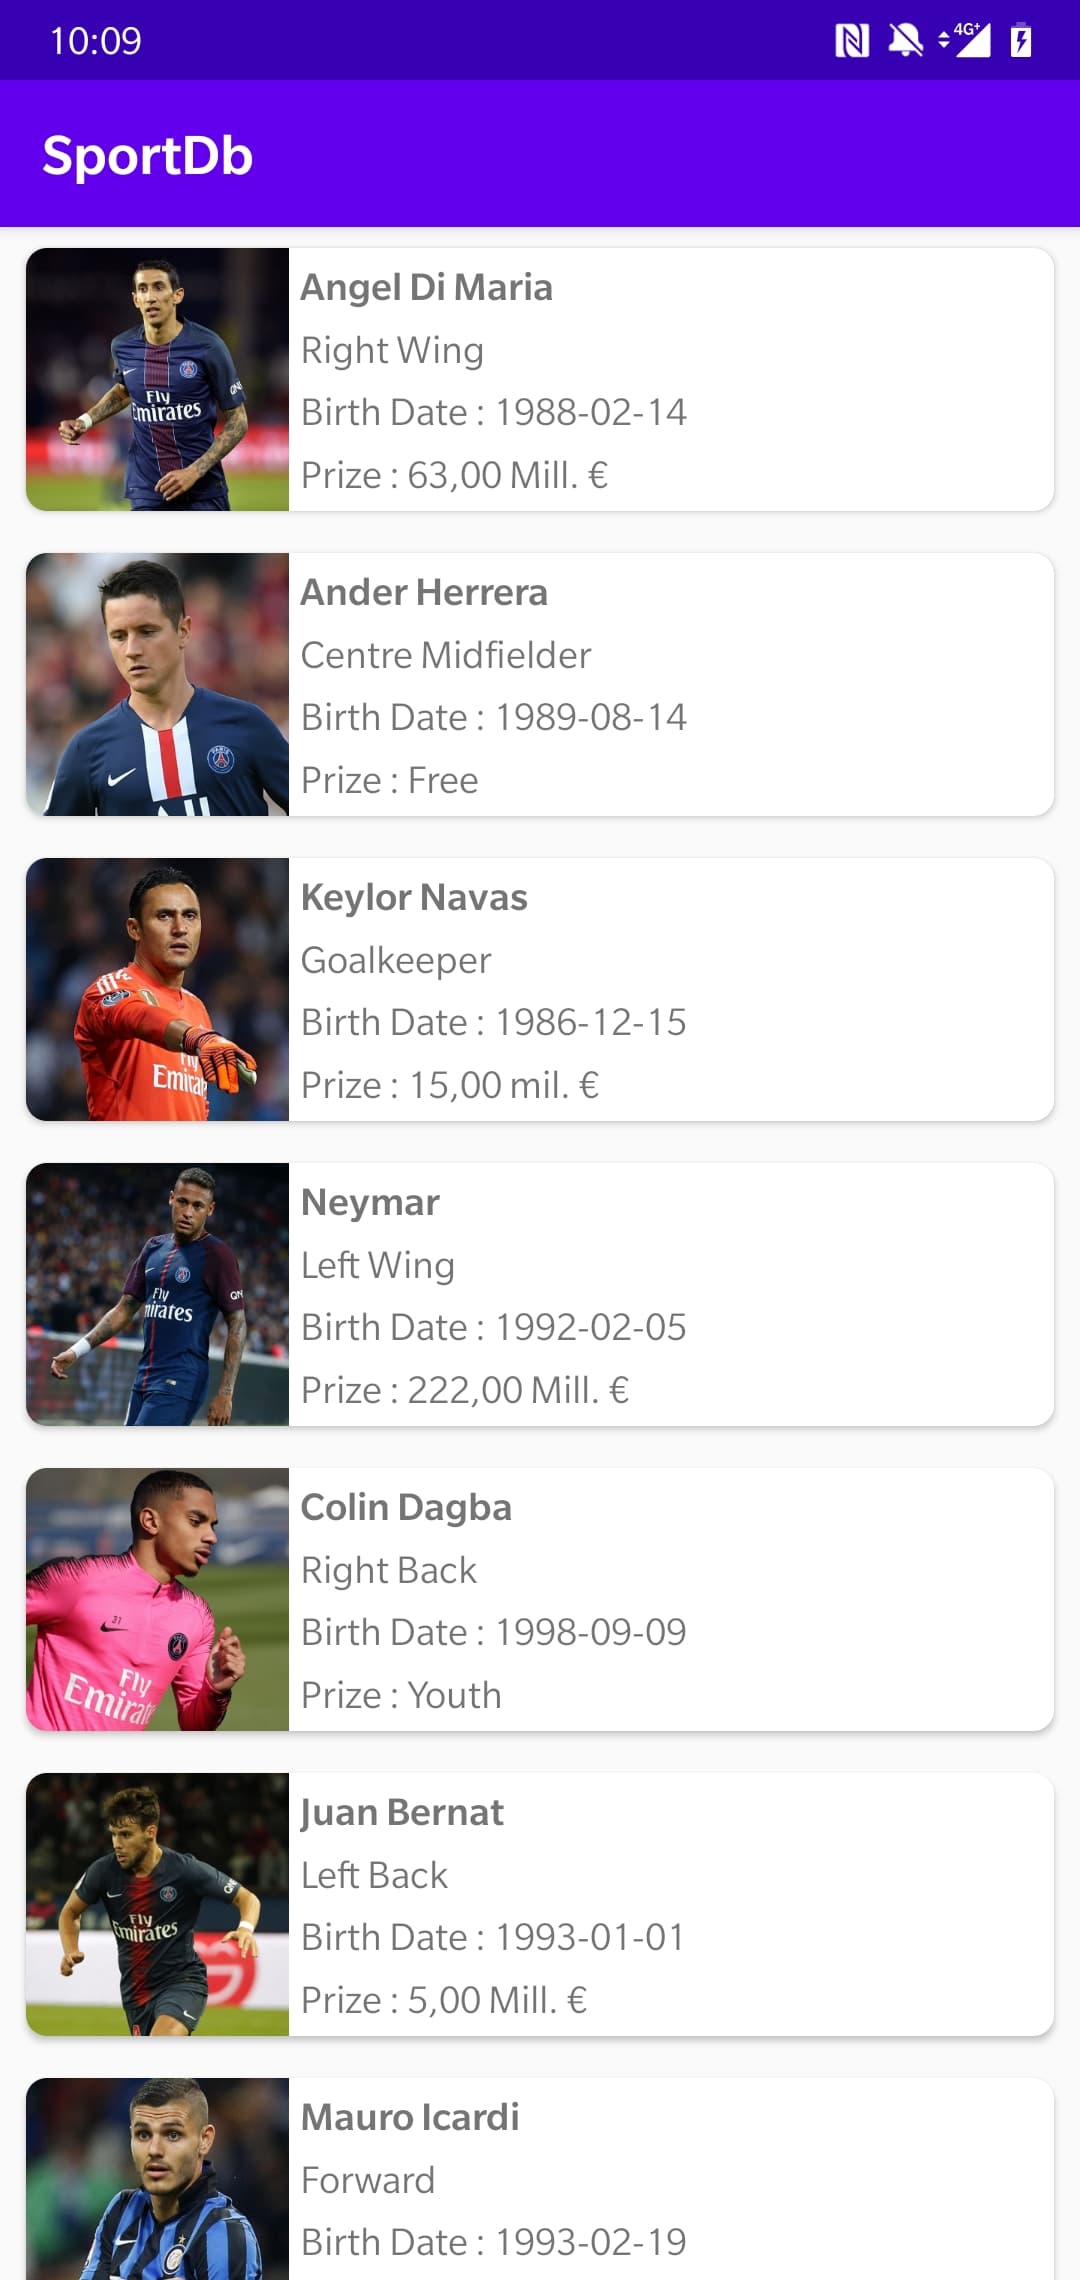 10:09
4G+
SportDb
Angel Di Maria
Right Wing
Birth Date : 1988-02-14
Prize : 63,00 Mill. €
Fly
Emirates
Ander Herrera
Centre Midfielder
Birth Date : 1989-08-14
Prize : Free
PARIS
Keylor Navas
Goalkeeper
Birth Date : 1986-12-15
Prize : 15,00 mil. €
Neymar
Left Wing
Birth Date : 1992-02-05
Prize : 222,00 Mill. €
Fly
Colin Dagba
Right Back
Birth Date : 1998-09-09
Prize : Youth
31
Fly
Juan Bernat
Left Back
Birth Date : 1993-01-01
Prize : 5,00 Mill. €
Fly
Emirates
Mauro Icardi
Forward
Birth Date : 1993-02-19